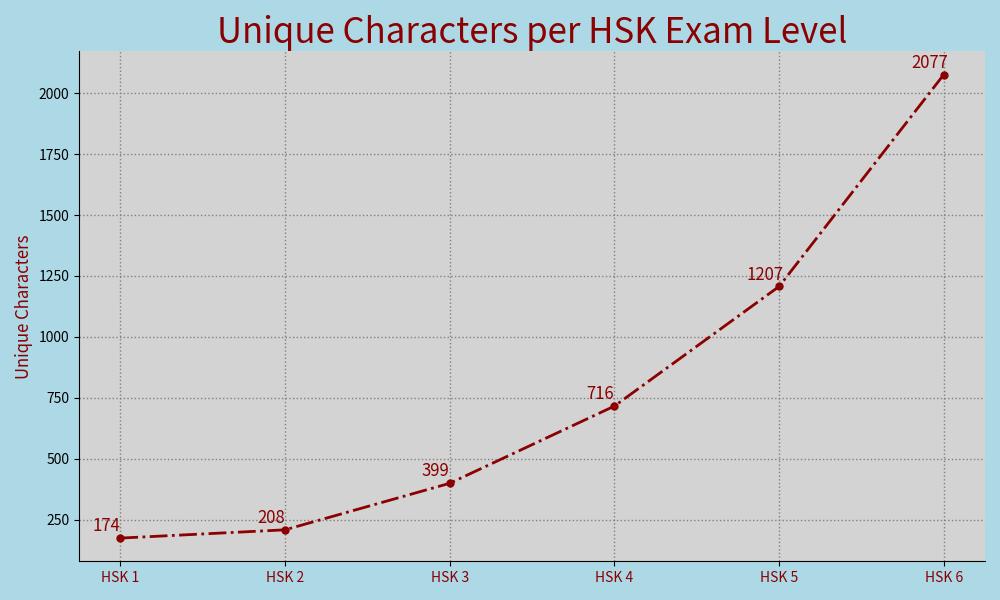 Unique Characters per HSK Exam Level
Unique Characters
2000
1750
1500
1250
1000
750
500
250
174
208
399
716
1207
2077
HSK 1
HSK 2
HSK 3
HSK 4
HSK 5
HSK 6